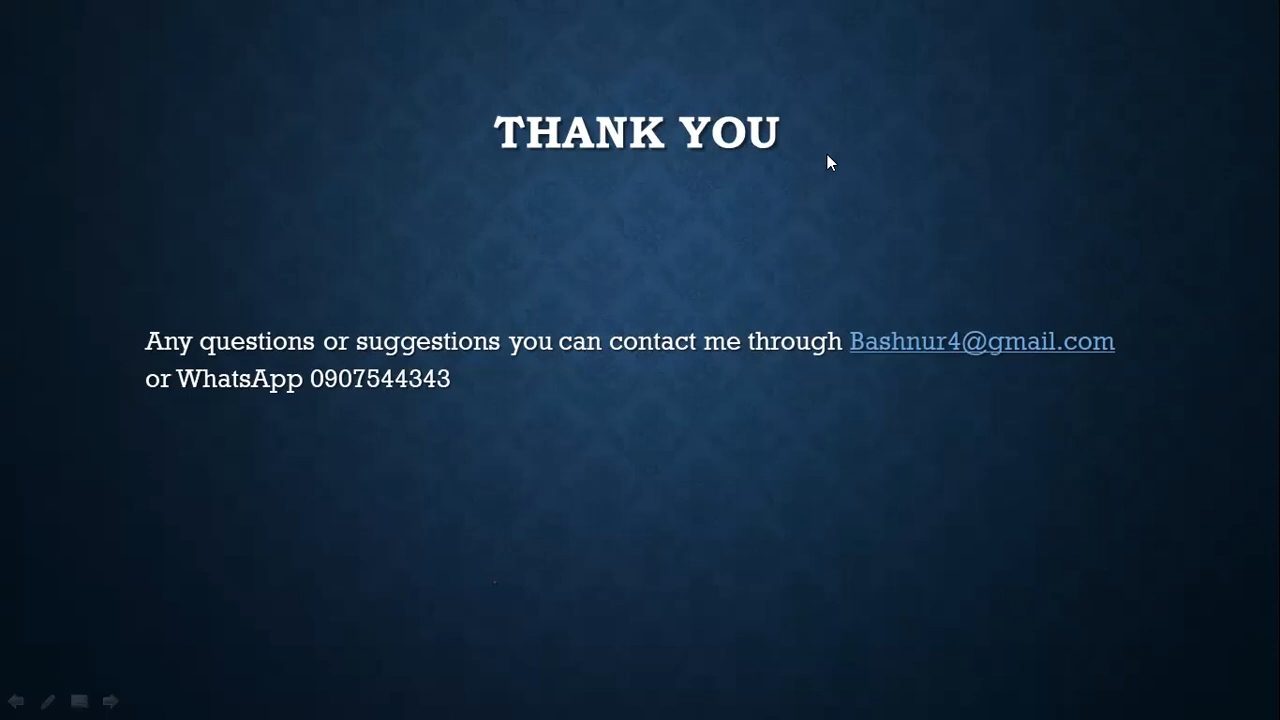 THANK YOU
Any questions or suggestions you can contact me through Bashnur4@gmail.com
or WhatsApp 0907544343